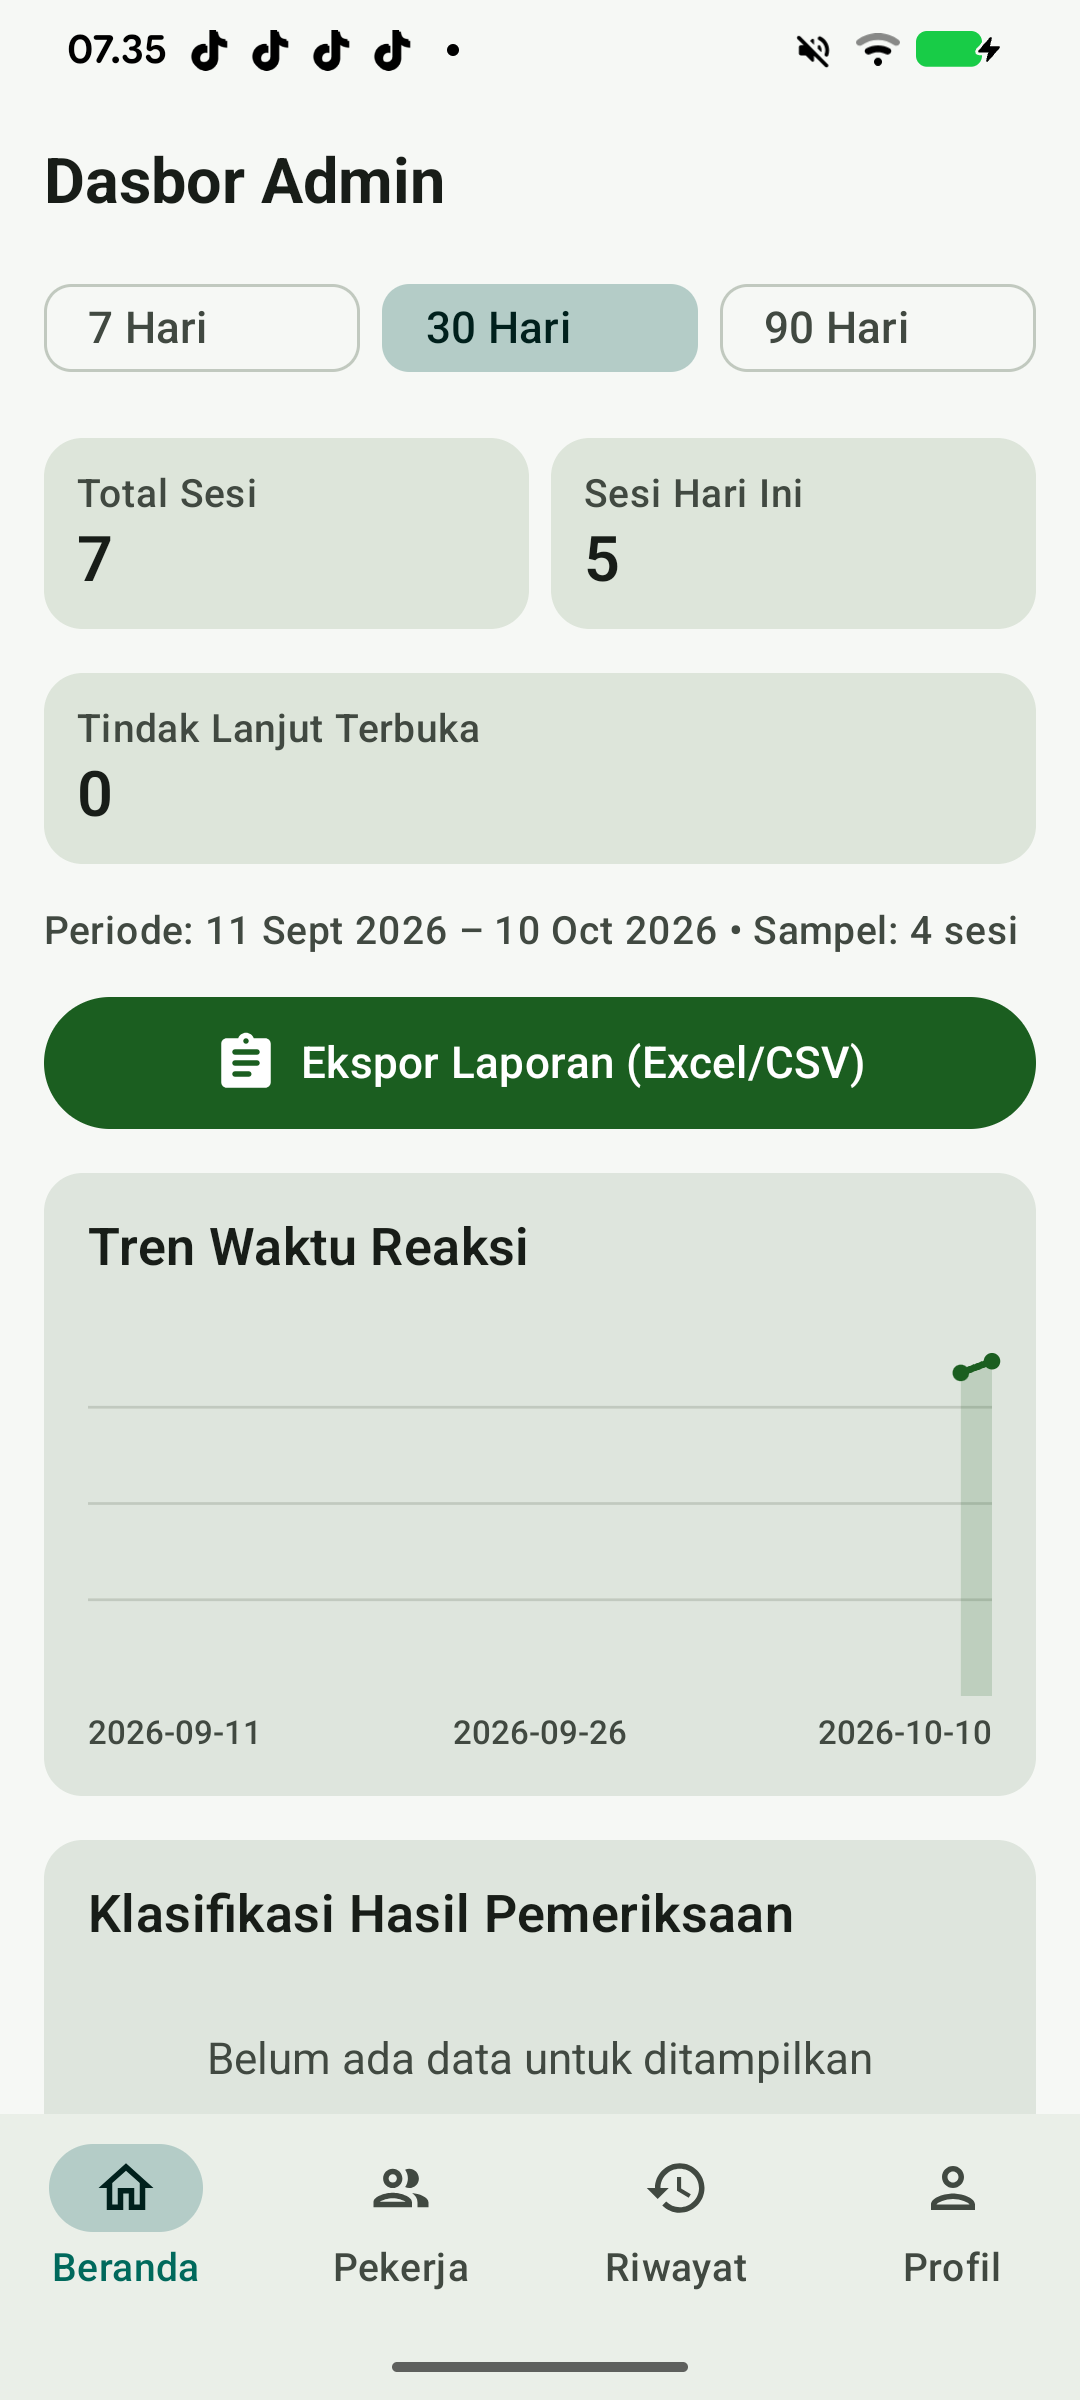 07.35
Dasbor Admin
7 Hari
30 Hari
90 Hari
Total Sesi
7
Sesi Hari Ini
5
Tindak Lanjut Terbuka
0
Periode: 11 Sept 2026 – 10 Oct 2026 • Sampel: 4 sesi
Ekspor Laporan (Excel/CSV)
Tren Waktu Reaksi
2026-09-11
2026-09-26
2026-10-10
Klasifikasi Hasil Pemeriksaan
Belum ada data untuk ditampilkan
Beranda
Pekerja
Riwayat
Profil